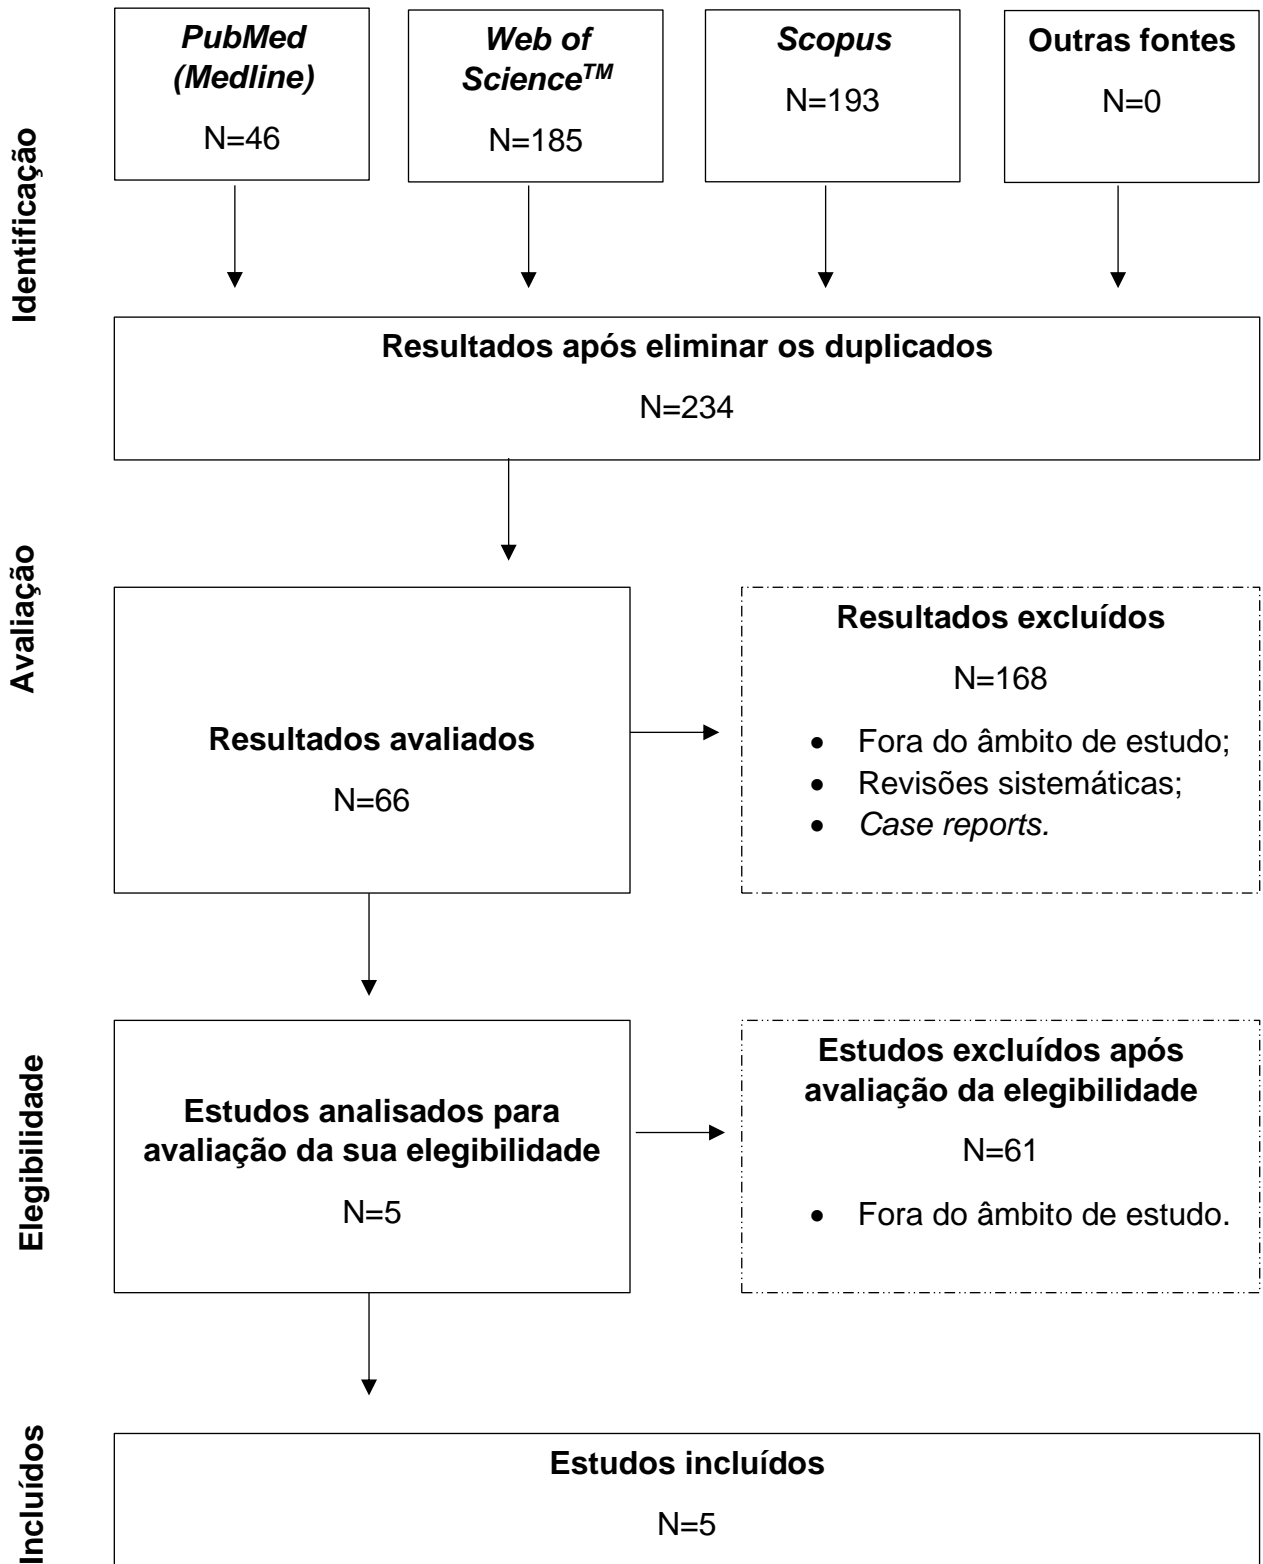 Identificação
PubMed
(Medline)
N=46
Web of
Science™
N=185
Scopus
N=193
Outras fontes
N=0
Resultados após eliminar os duplicados
N=234
Avaliação
Resultados avaliados
N=66
Resultados excluídos
N=168
• Fora do âmbito de estudo;
• Revisões sistemáticas;
• Case reports.
Elegibilidade
Estudos analisados para
avaliação da sua elegibilidade
N=5
Estudos excluídos após
avaliação da elegibilidade
N=61
• Fora do âmbito de estudo.
Incluídos
Estudos incluídos
N=5